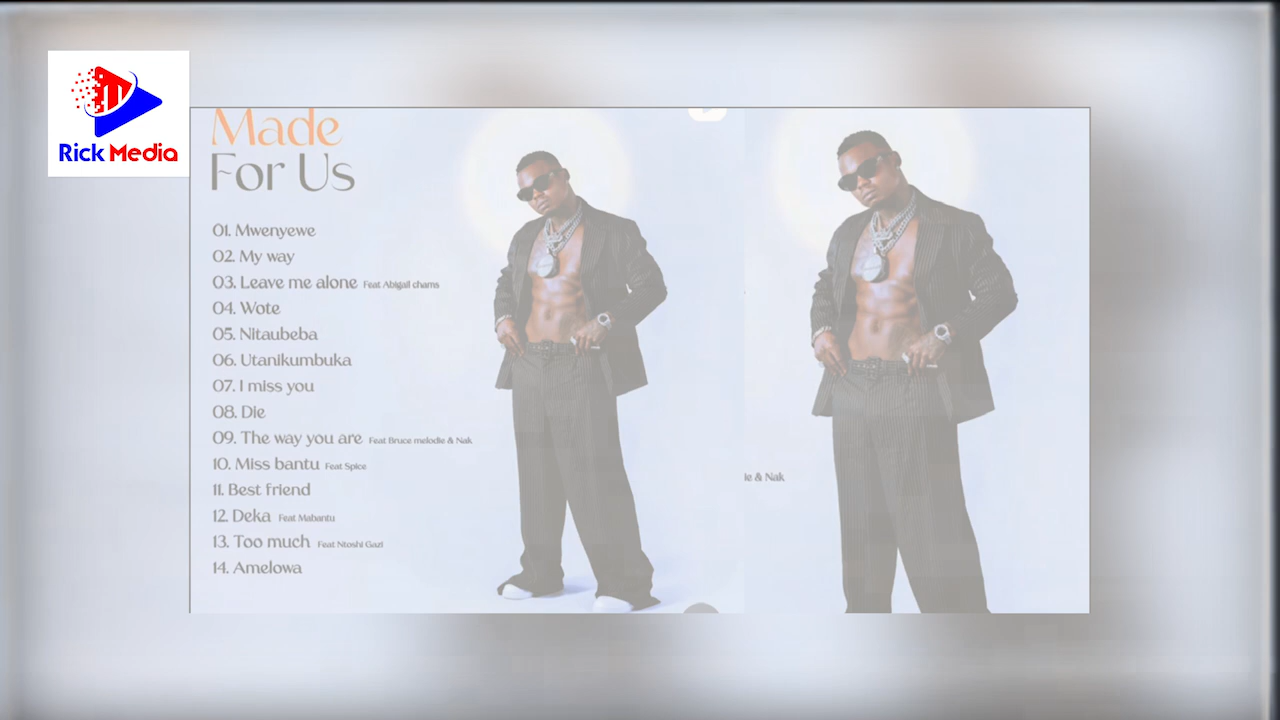 Rick Media
Made
For Us
01. Mwenyewe
02. My way
03. Leave me alone Feat Abigail chams
04. Wote
05. Nitaubeba
06. Utanikumbuka
07. I miss you
08. Die
09. The way you are Feat Bruce melodie & Nak
10. Miss bantu Feat Spice
11. Best friend
12. Deka Feat Mabantu
13. Too much Feat Ntoshi Gazi
14. Amelowa
ie & Nak